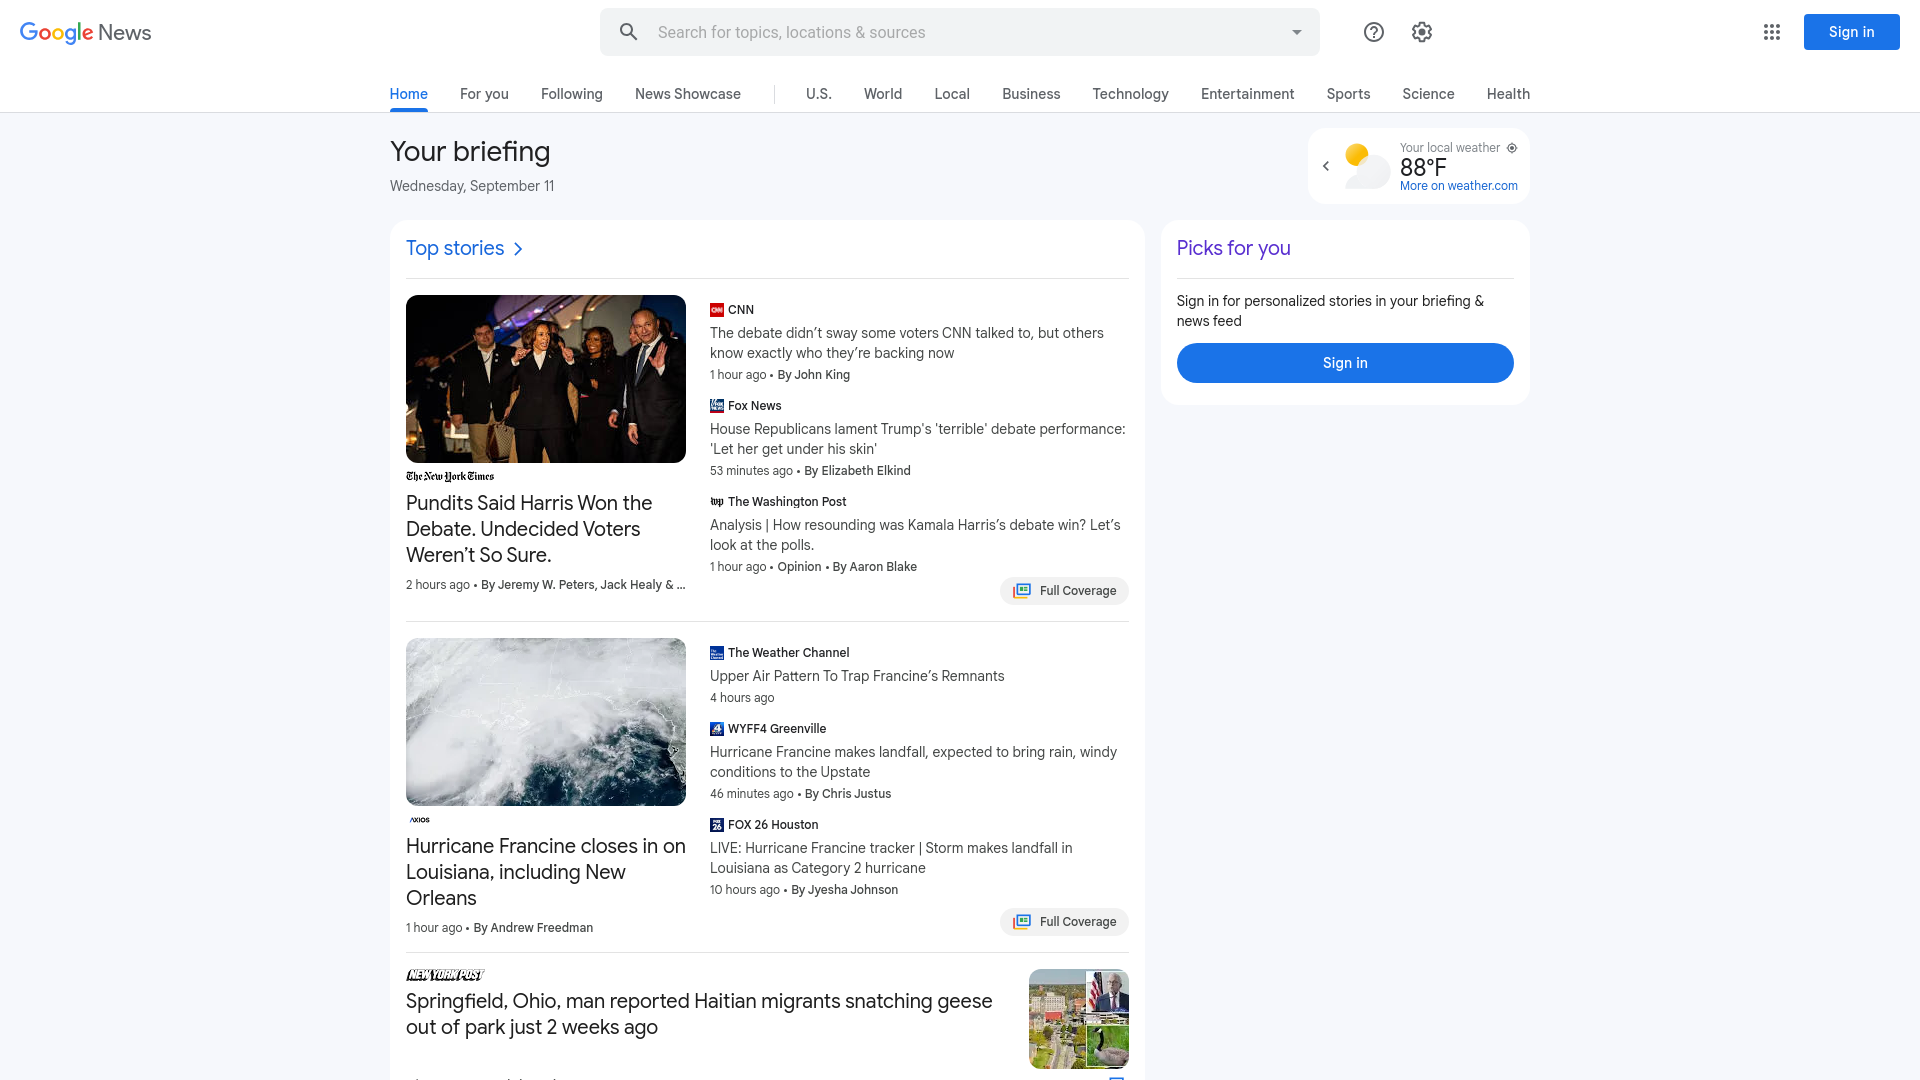 Google News
Search for topics, locations & sources
Sign in
Home
For you
Following
News Showcase
U.S.
World
Local
Business
Technology
Entertainment
Sports
Science
Health
Your briefing
Wednesday, September 11
Your local weather
88°F
More on weather.com
Top stories
The New York Times
Pundits Said Harris Won the
Debate. Undecided Voters
Weren’t So Sure.
2 hours ago • By Jeremy W. Peters, Jack Healy & ...
CNN
The debate didn’t sway some voters CNN talked to, but others
know exactly who they’re backing now
1 hour ago • By John King
Fox News
House Republicans lament Trump's 'terrible' debate performance:
'Let her get under his skin'
53 minutes ago • By Elizabeth Elkind
wp The Washington Post
Analysis | How resounding was Kamala Harris’s debate win? Let’s
look at the polls.
1 hour ago • Opinion • By Aaron Blake
Full Coverage
AXIOS
Hurricane Francine closes in on
Louisiana, including New
Orleans
1 hour ago • By Andrew Freedman
The Weather Channel
Upper Air Pattern To Trap Francine’s Remnants
4 hours ago
WYFF4 Greenville
Hurricane Francine makes landfall, expected to bring rain, windy
conditions to the Upstate
46 minutes ago • By Chris Justus
FOX 26 Houston
LIVE: Hurricane Francine tracker | Storm makes landfall in
Louisiana as Category 2 hurricane
10 hours ago • By Jyesha Johnson
Full Coverage
NEW YORK POST
Springfield, Ohio, man reported Haitian migrants snatching geese
out of park just 2 weeks ago
Picks for you
Sign in for personalized stories in your briefing &
news feed
Sign in